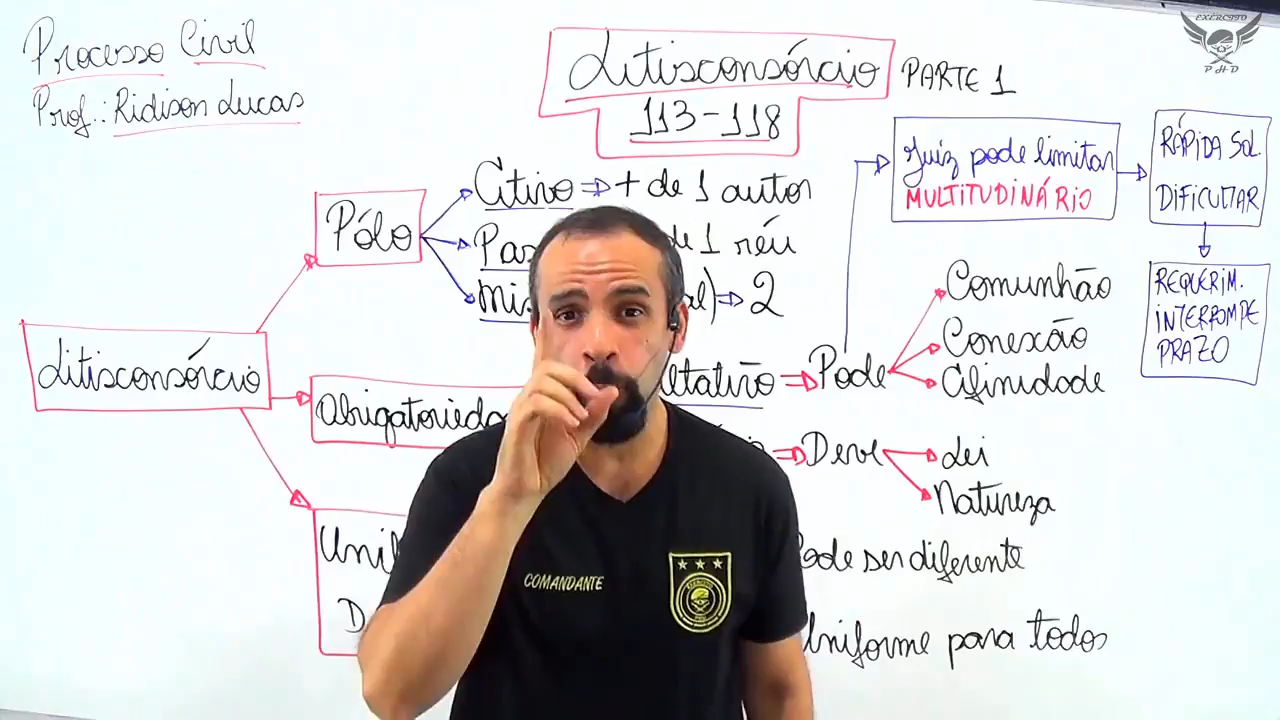 Processo Civil
Prof.: Ridison Lucas
Litisconsórcio PARTE 1
113-118
EXÉRCITO
PHD
Pólo
Ativo => + de 1 autor
de 1 réu
2
Juiz pode limitar
MULTITUDINÁRIO
RÁPIDA SOL.
DIFICULTAR
REQUERIM.
INTERROMPE
PRAZO
Litisconsórcio
Pode
Comunhão
Conexão
Afinidade
Deve
Lei
Natureza
Pode ser diferente
Uniforme para todos
COMANDANTE